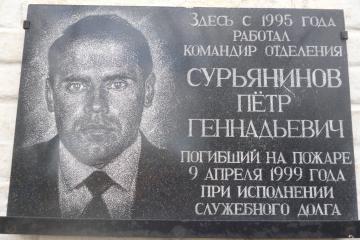 Здесь с 1995 года
работал
командир отделения
Сурьянинов
Пётр
Геннадьевич
погибший на пожаре
9 апреля 1999 года
при исполнении
служебного долга